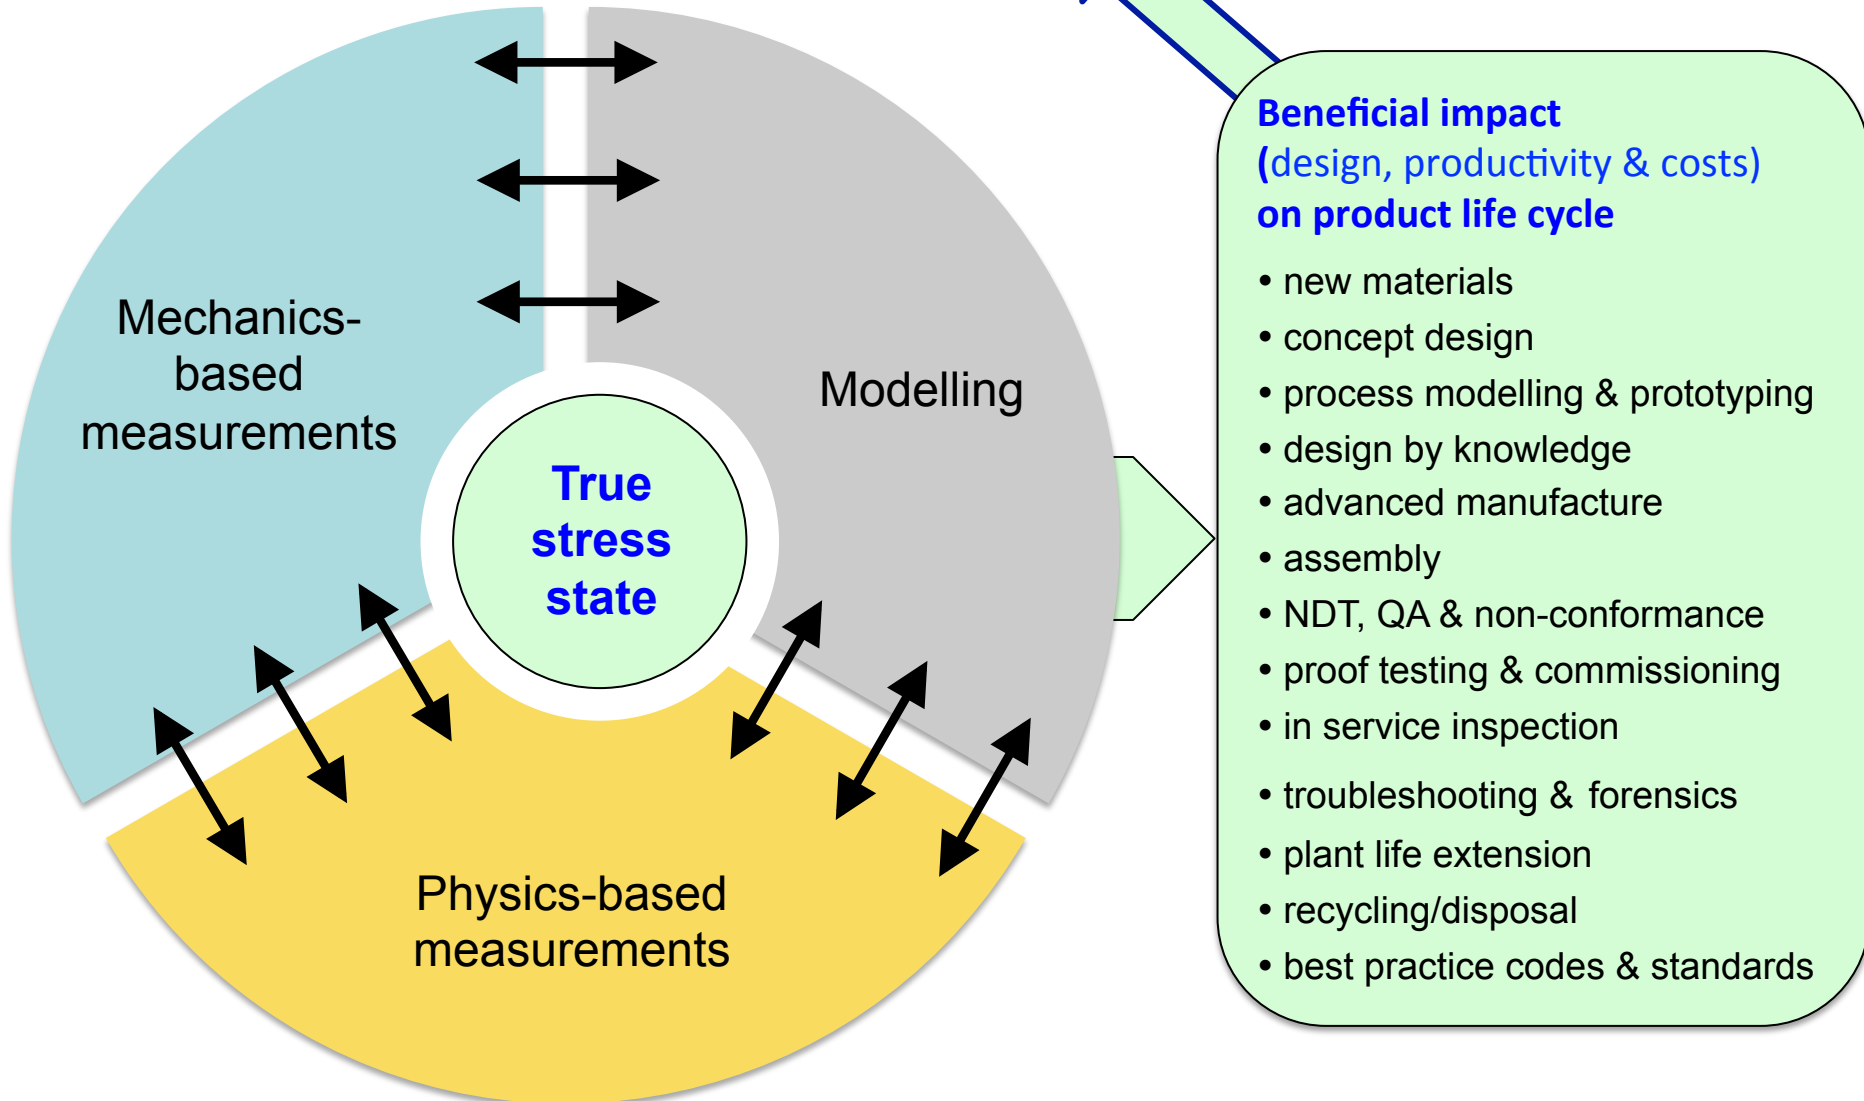 Mechanics-
based
measurements
Modelling
True
stress
state
Physics-based
measurements
Beneficial impact
(design, productivity & costs)
on product life cycle
• new materials
• concept design
• process modelling & prototyping
• design by knowledge
• advanced manufacture
• assembly
• NDT, QA & non-conformance
• proof testing & commissioning
• in service inspection
• troubleshooting & forensics
• plant life extension
• recycling/disposal
• best practice codes & standards